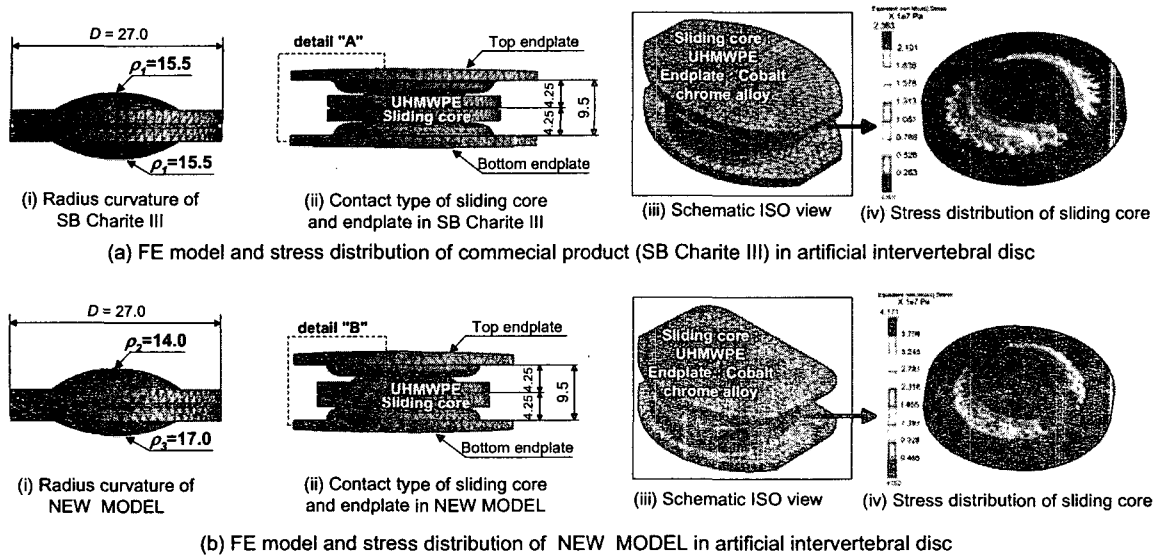 D = 27.0
ρ1=15.5
ρ1=15.5
(i) Radius curvature of
SB Charite III
detail "A"
Top endplate
UHMWPE
Sliding core
4.25
4.25
9.5
Bottom endplate
(ii) Contact type of sliding core
and endplate in SB Charite III
Sliding core
UHMWPE
Endplate : Cobalt
chrome alloy
(iii) Schematic ISO view
X 1e7 Pa
(iv) Stress distribution of sliding core
(a) FE model and stress distribution of commecial product (SB Charite III) in artificial intervertebral disc
D = 27.0
ρ2=14.0
ρ3=17.0
(i) Radius curvature of
NEW MODEL
detail "B"
Top endplate
UHMWPE
Sliding core
4.25
4.25
9.5
Bottom endplate
(ii) Contact type of sliding core
and endplate in NEW MODEL
Sliding core
UHMWPE
Endplate : Cobalt
chrome alloy
(iii) Schematic ISO view
X 1e7 Pa
(iv) Stress distribution of sliding core
(b) FE model and stress distribution of NEW MODEL in artificial intervertebral disc